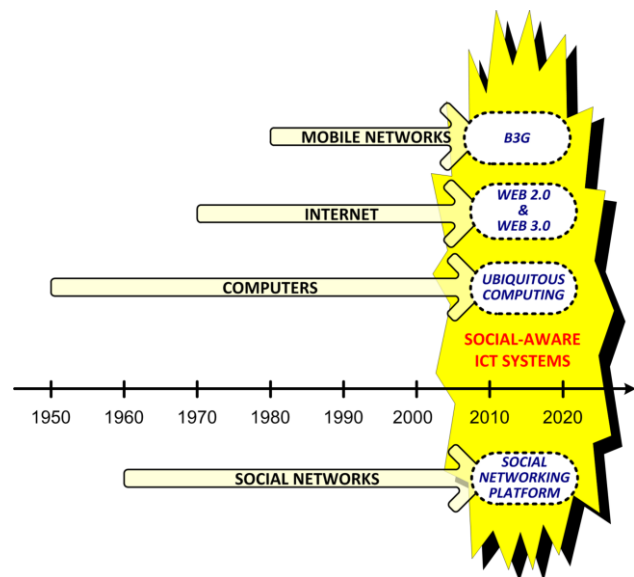 MOBILE NETWORKS
B3G
INTERNET
WEB 2.0
&
WEB 3.0
COMPUTERS
UBIQUITOUS
COMPUTING
SOCIAL-AWARE
ICT SYSTEMS
1950 1960 1970 1980 1990 2000 2010 2020
SOCIAL NETWORKS
SOCIAL
NETWORKING
PLATFORM